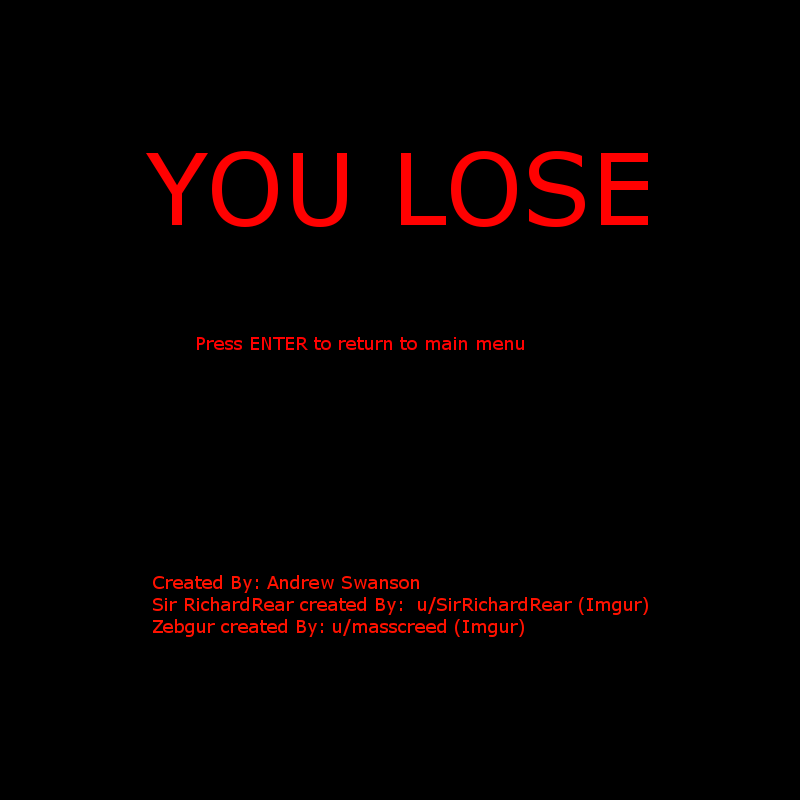 YOU LOSE
Press ENTER to return to main menu
Created By: Andrew Swanson
Sir RichardRear created By:  u/SirRichardRear (Imgur)
Zebgur created By: u/masscreed (Imgur)